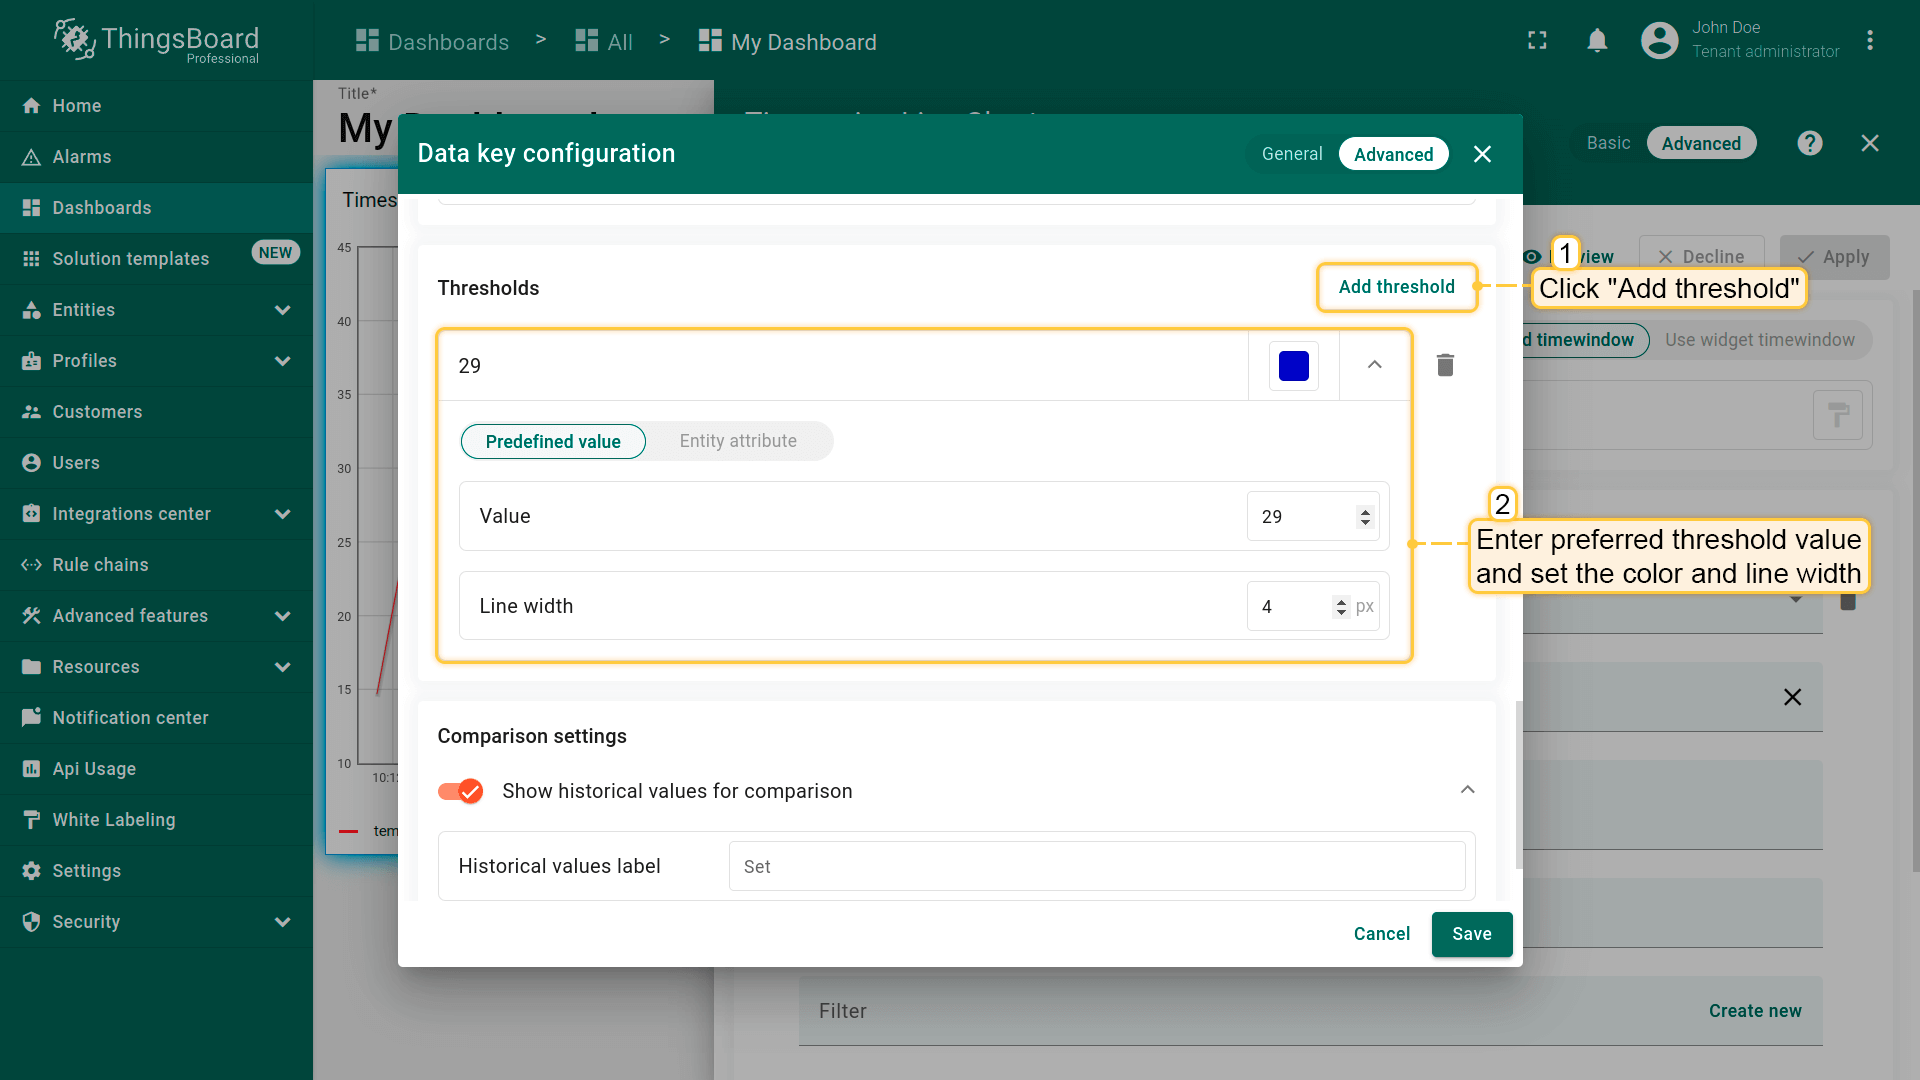 ThingsBoard
Professional
Dashboards > All > My Dashboard
John Doe
Tenant administrator
Home
Alarms
Dashboards
Solution templates NEW
Entities
Profiles
Customers
Users
Integrations center
Rule chains
Advanced features
Resources
Notification center
Api Usage
White Labeling
Settings
Security
Title*
My
Basic Advanced ?
Times
45
40
35
30
25
20
15
10
10:12
tem
Decline
Apply
d timewindow Use widget timewindow
Data key configuration
General Advanced
Thresholds
Add threshold
1
Click "Add threshold"
29
Predefined value Entity attribute
Value 29
Line width 4 px
2
Enter preferred threshold value
and set the color and line width
Comparison settings
Show historical values for comparison
Historical values label Set
Cancel Save
Filter Create new